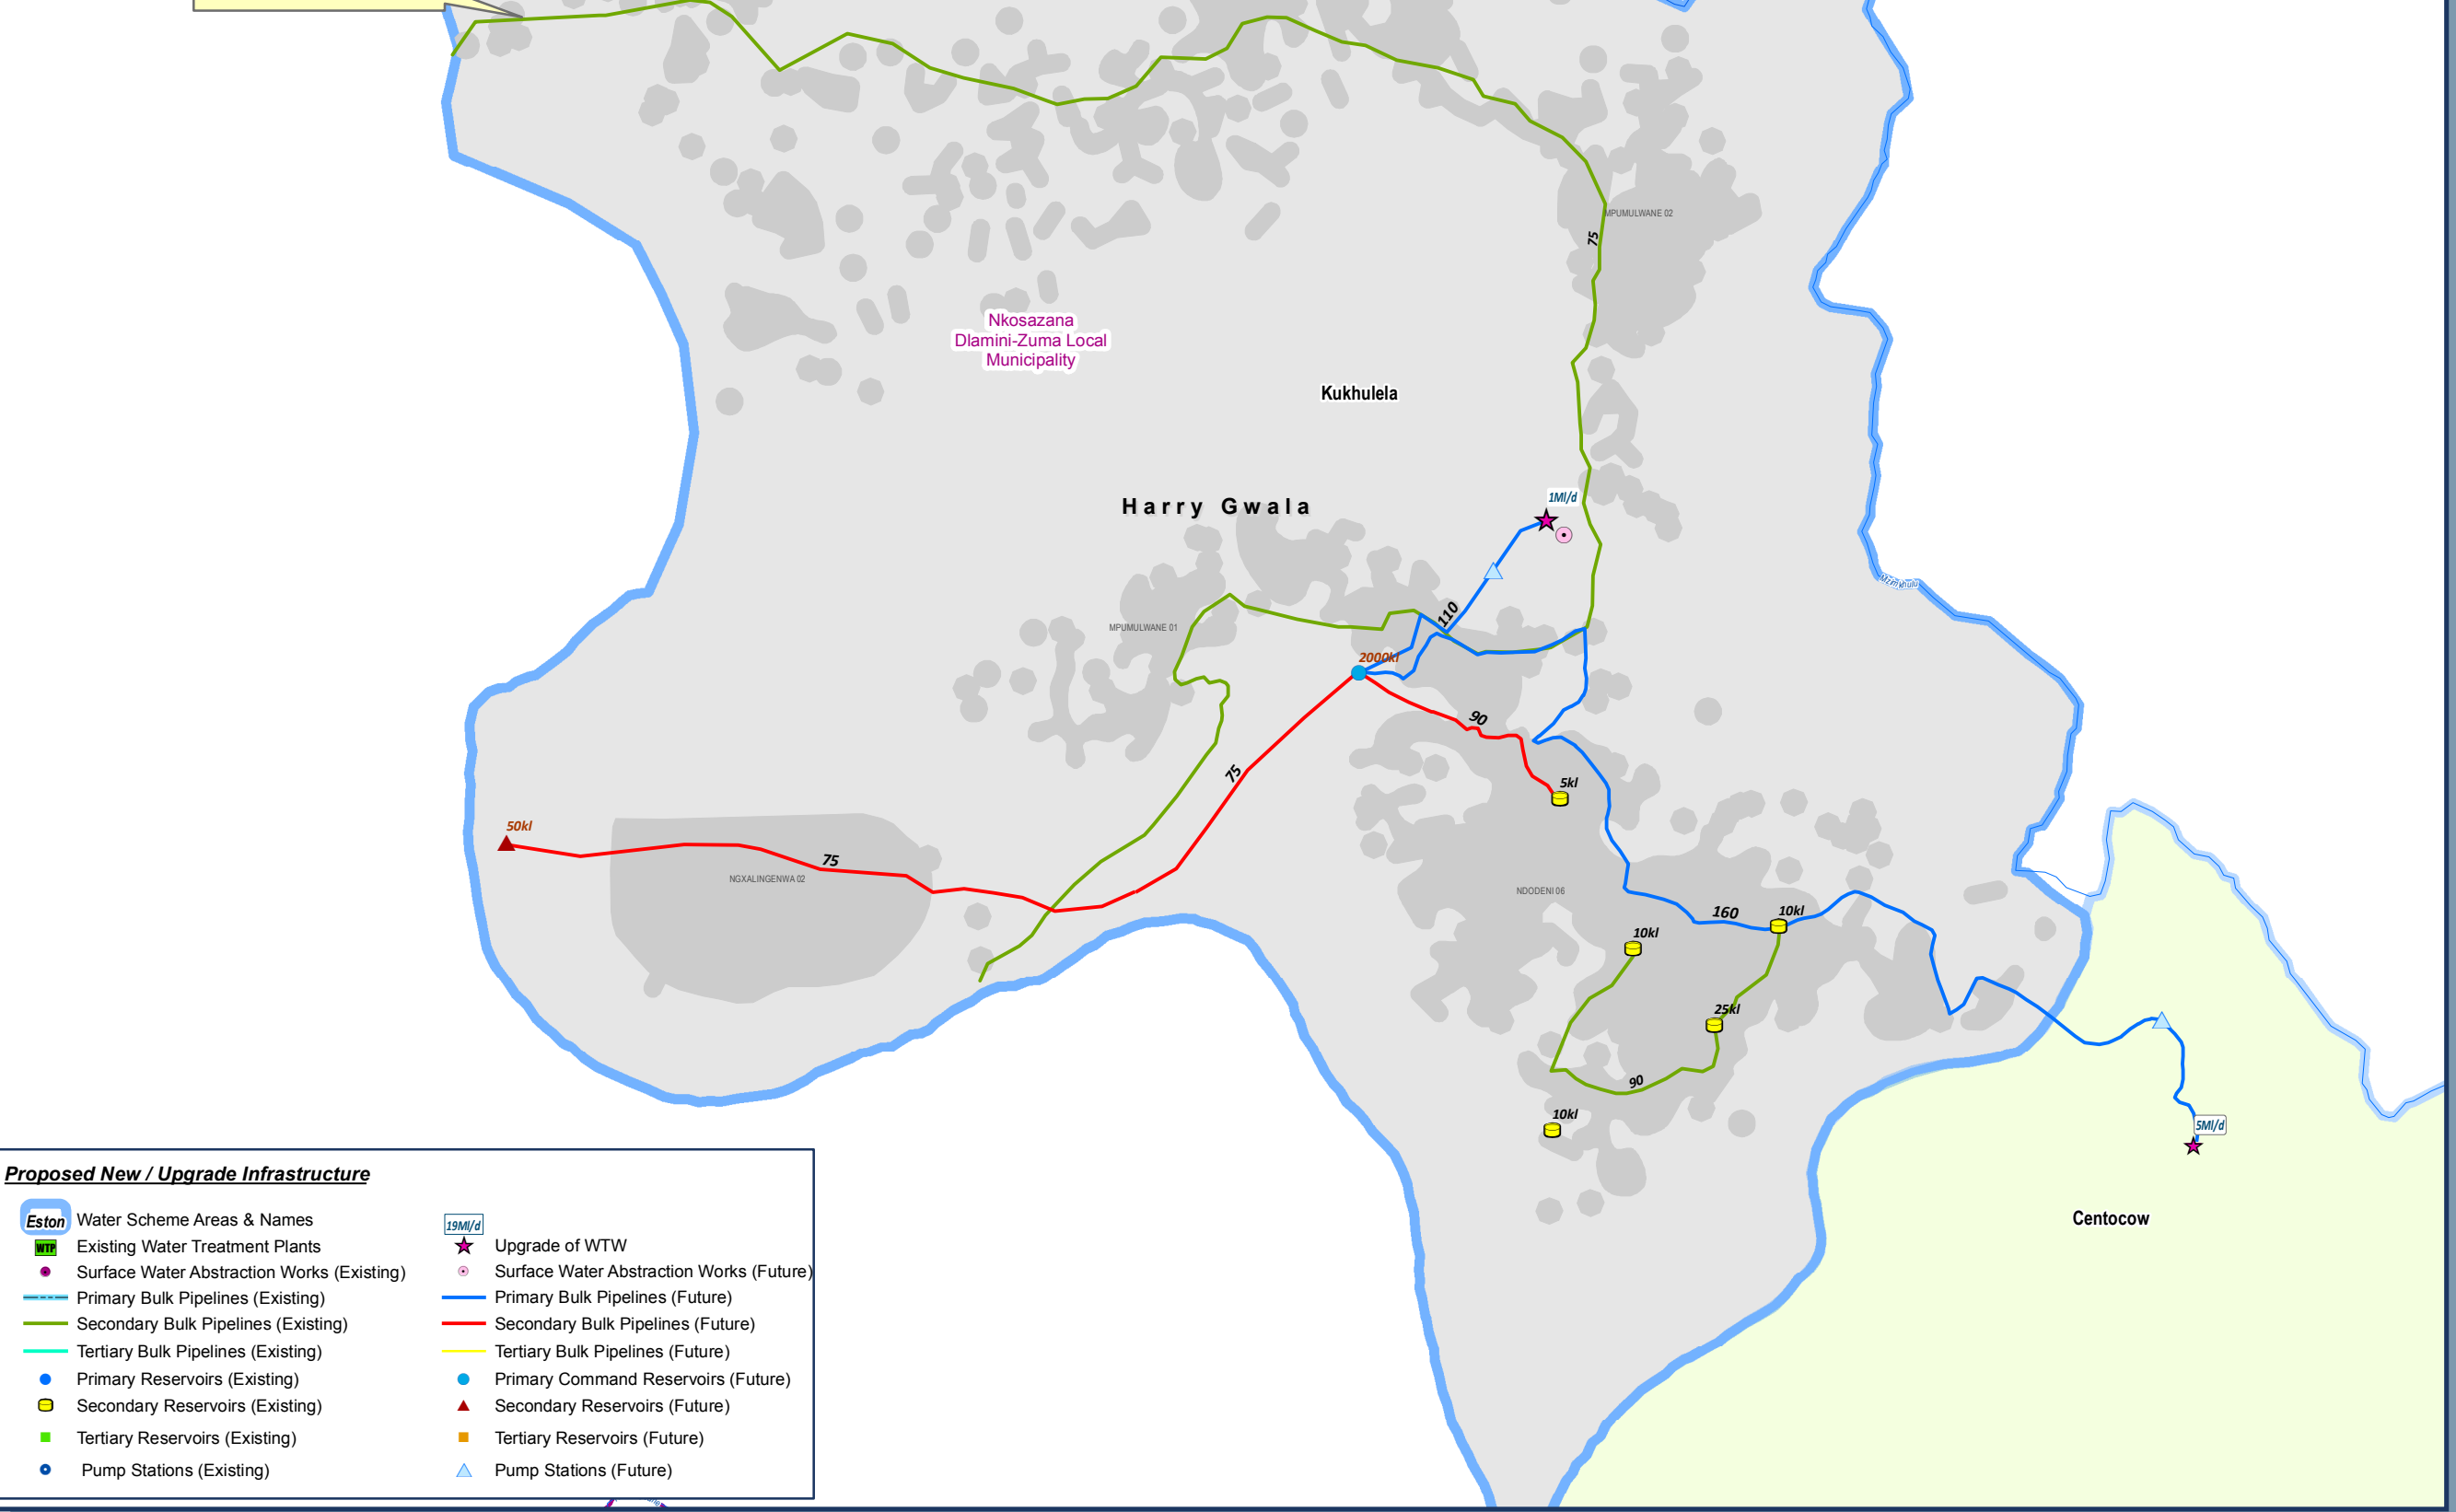 MPUMULWANE 02
75
Nkosazana
Dlamini-Zuma Local
Municipality
Kukhulela
1Ml/d
Harry Gwala
Mzimkhulu
110
MPUMULWANE 01
2000kl
90
75
5kl
50kl
75
NGXALINGENWA 02
NDODENI 06
160
10kl
10kl
25kl
90
10kl
5Ml/d
Centocow
Proposed New / Upgrade Infrastructure
Eston Water Scheme Areas & Names
WTP Existing Water Treatment Plants
Surface Water Abstraction Works (Existing)
Primary Bulk Pipelines (Existing)
Secondary Bulk Pipelines (Existing)
Tertiary Bulk Pipelines (Existing)
Primary Reservoirs (Existing)
Secondary Reservoirs (Existing)
Tertiary Reservoirs (Existing)
Pump Stations (Existing)
19Ml/d
Upgrade of WTW
Surface Water Abstraction Works (Future)
Primary Bulk Pipelines (Future)
Secondary Bulk Pipelines (Future)
Tertiary Bulk Pipelines (Future)
Primary Command Reservoirs (Future)
Secondary Reservoirs (Future)
Tertiary Reservoirs (Future)
Pump Stations (Future)